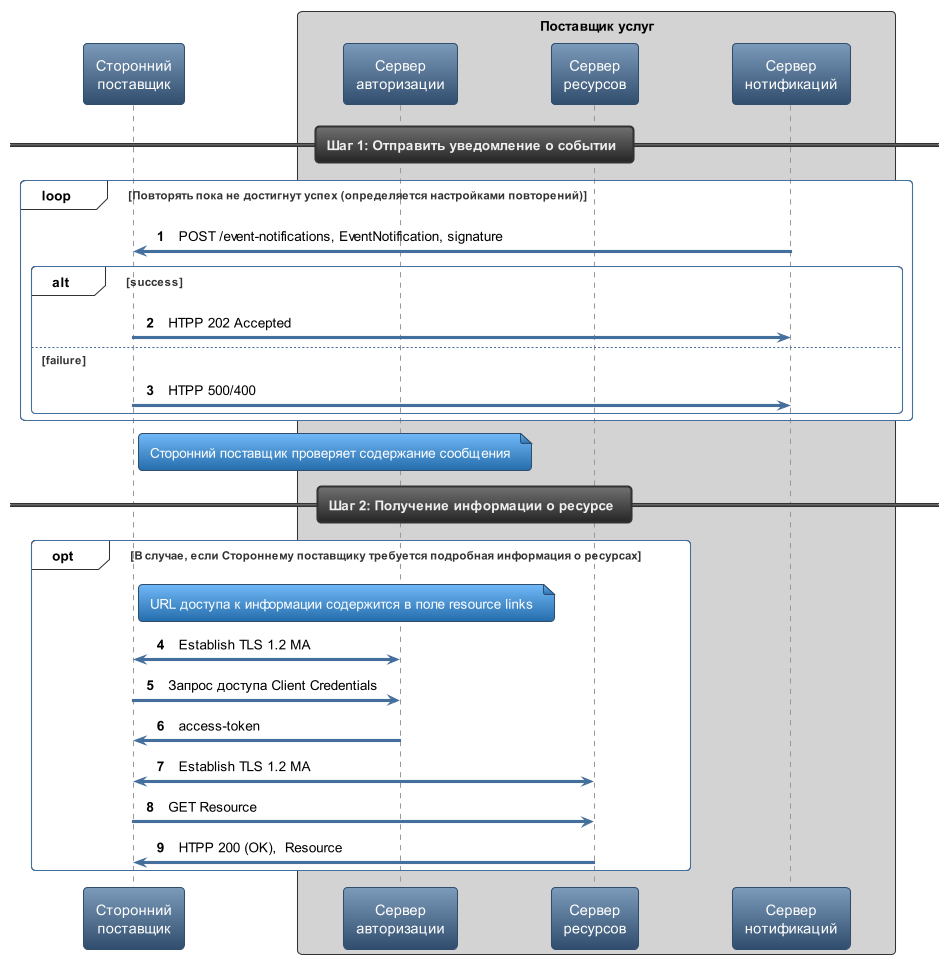 Поставщик услуг
Сторонний
поставщик
Сервер
авторизации
Сервер
ресурсов
Сервер
нотификаций
Шаг 1: Отправить уведомление о событии
loop
[Повторять пока не достигнут успех (определяется настройками повторений)]
1 POST /event-notifications, EventNotification, signature
alt
[success]
2 HTPP 202 Accepted
[failure]
3 HTPP 500/400
Сторонний поставщик проверяет содержание сообщения
Шаг 2: Получение информации о ресурсе
opt
[В случае, если Стороннему поставщику требуется подробная информация о ресурсах]
URL доступа к информации содержится в поле resource links
4 Establish TLS 1.2 MA
5 Запрос доступа Client Credentials
6 access-token
7 Establish TLS 1.2 MA
8 GET Resource
9 HTPP 200 (OK),  Resource
Сторонний
поставщик
Сервер
авторизации
Сервер
ресурсов
Сервер
нотификаций